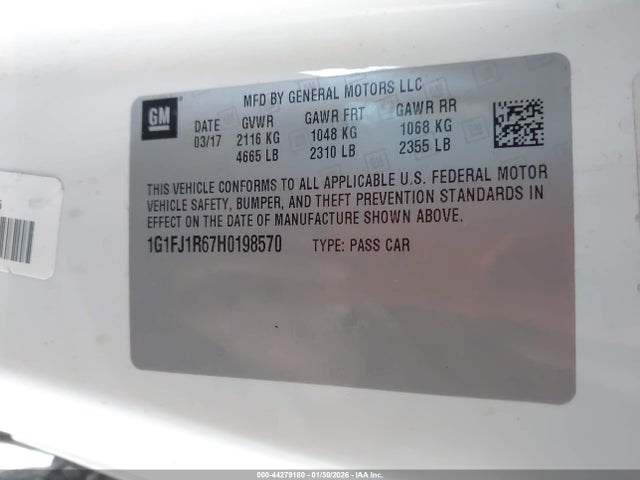 GM
MFD BY GENERAL MOTORS LLC
DATE GVWR GAWR FRT GAWR RR
03/17 2116 KG 1048 KG 1068 KG
4665 LB 2310 LB 2355 LB
THIS VEHICLE CONFORMS TO ALL APPLICABLE U.S. FEDERAL MOTOR
VEHICLE SAFETY, BUMPER, AND THEFT PREVENTION STANDARDS IN
EFFECT ON THE DATE OF MANUFACTURE SHOWN ABOVE.
1G1FJ1R67H0198570 TYPE: PASS CAR
000-44279180 | 01/30/2026 - IAA Inc.